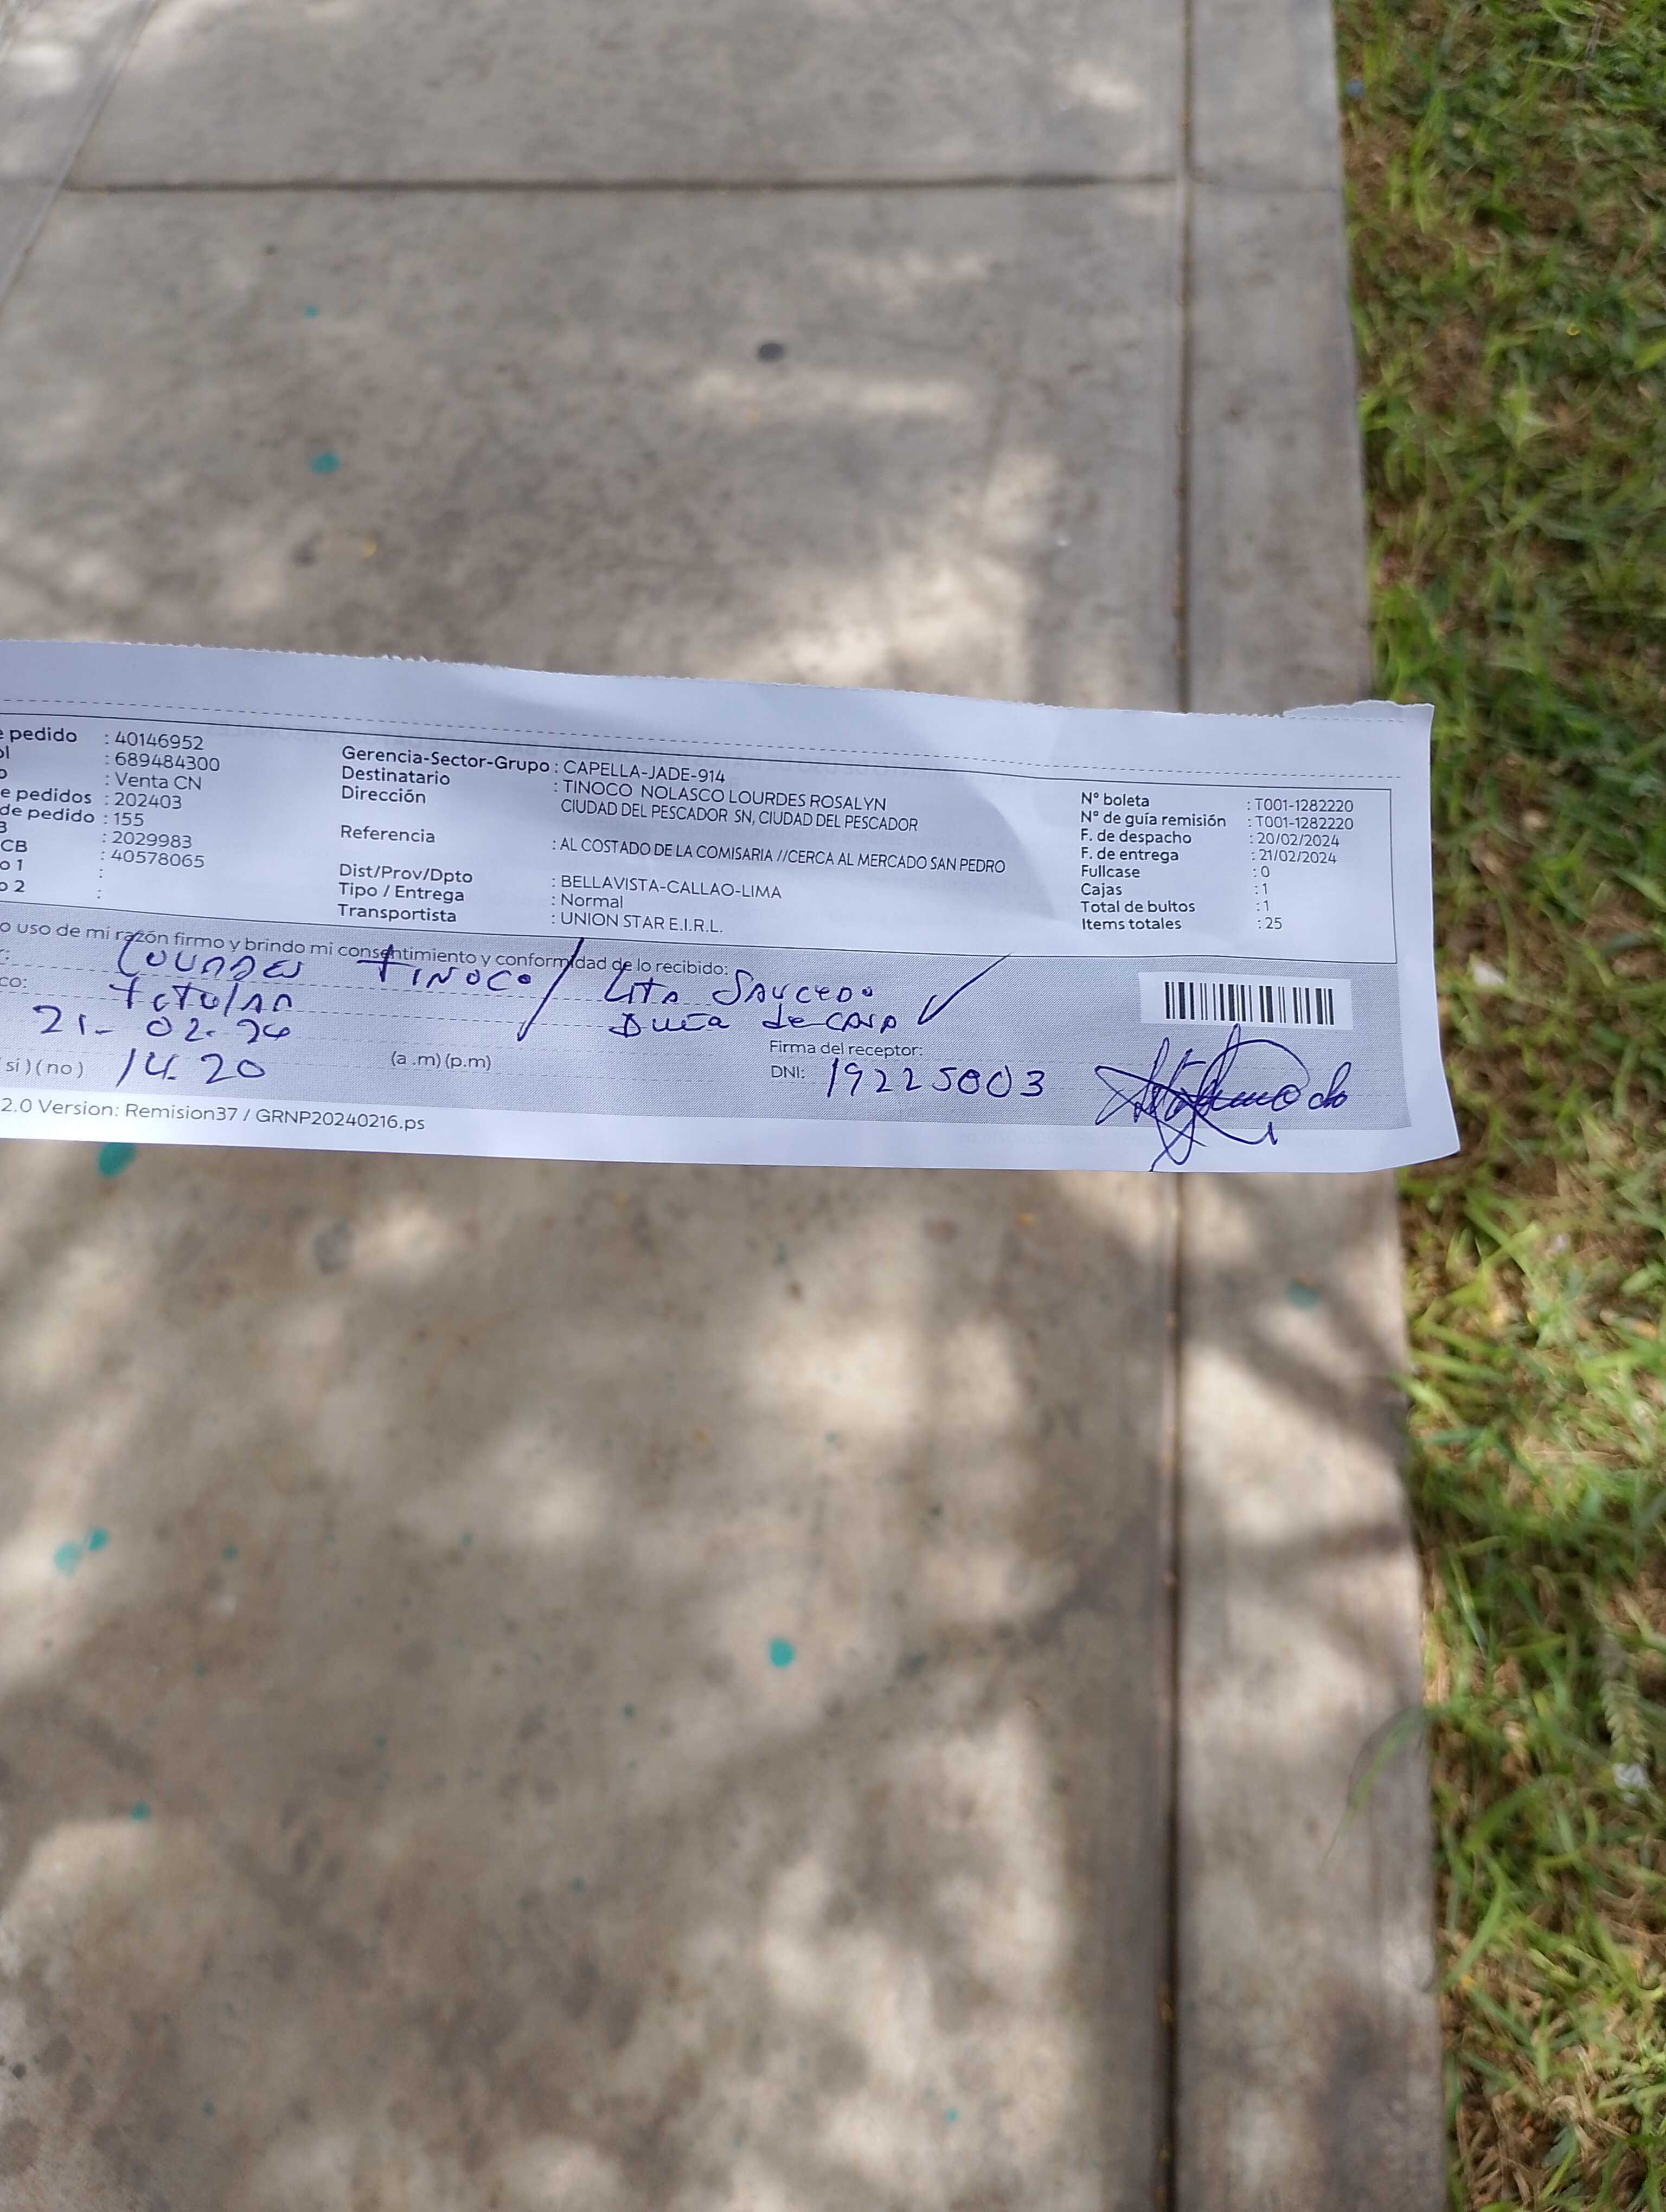 e pedido : 40146952
: 689484300
: Venta CN
e pedidos : 202403
de pedido : 155
: 2029983
CB : 40578065
o 1 :
o 2 :
Gerencia-Sector-Grupo : CAPELLA-JADE-914
Destinatario : TINOCO NOLASCO LOURDES ROSALYN
Dirección CIUDAD DEL PESCADOR SN, CIUDAD DEL PESCADOR
Referencia : AL COSTADO DE LA COMISARIA //CERCA AL MERCADO SAN PEDRO
Dist/Prov/Dpto : BELLAVISTA-CALLAO-LIMA
Tipo / Entrega : Normal
Transportista : UNION STAR E.I.R.L.
N° boleta : T001-1282220
N° de guía remisión : T001-1282220
F. de despacho : 20/02/2024
F. de entrega : 21/02/2024
Fullcase : 0
Cajas : 1
Total de bultos : 1
Items totales : 25
o uso de mi razón firmo y brindo mi consentimiento y conformidad de lo recibido:
LOURDES TINOCO / Lita Saucedo
co: titular Dueña de casa
21- 02. 24
si ) ( no ) 14.20 (a .m) (p.m)
Firma del receptor:
DNI: 19225003
2.0 Version: Remision37 / GRNP20240216.ps